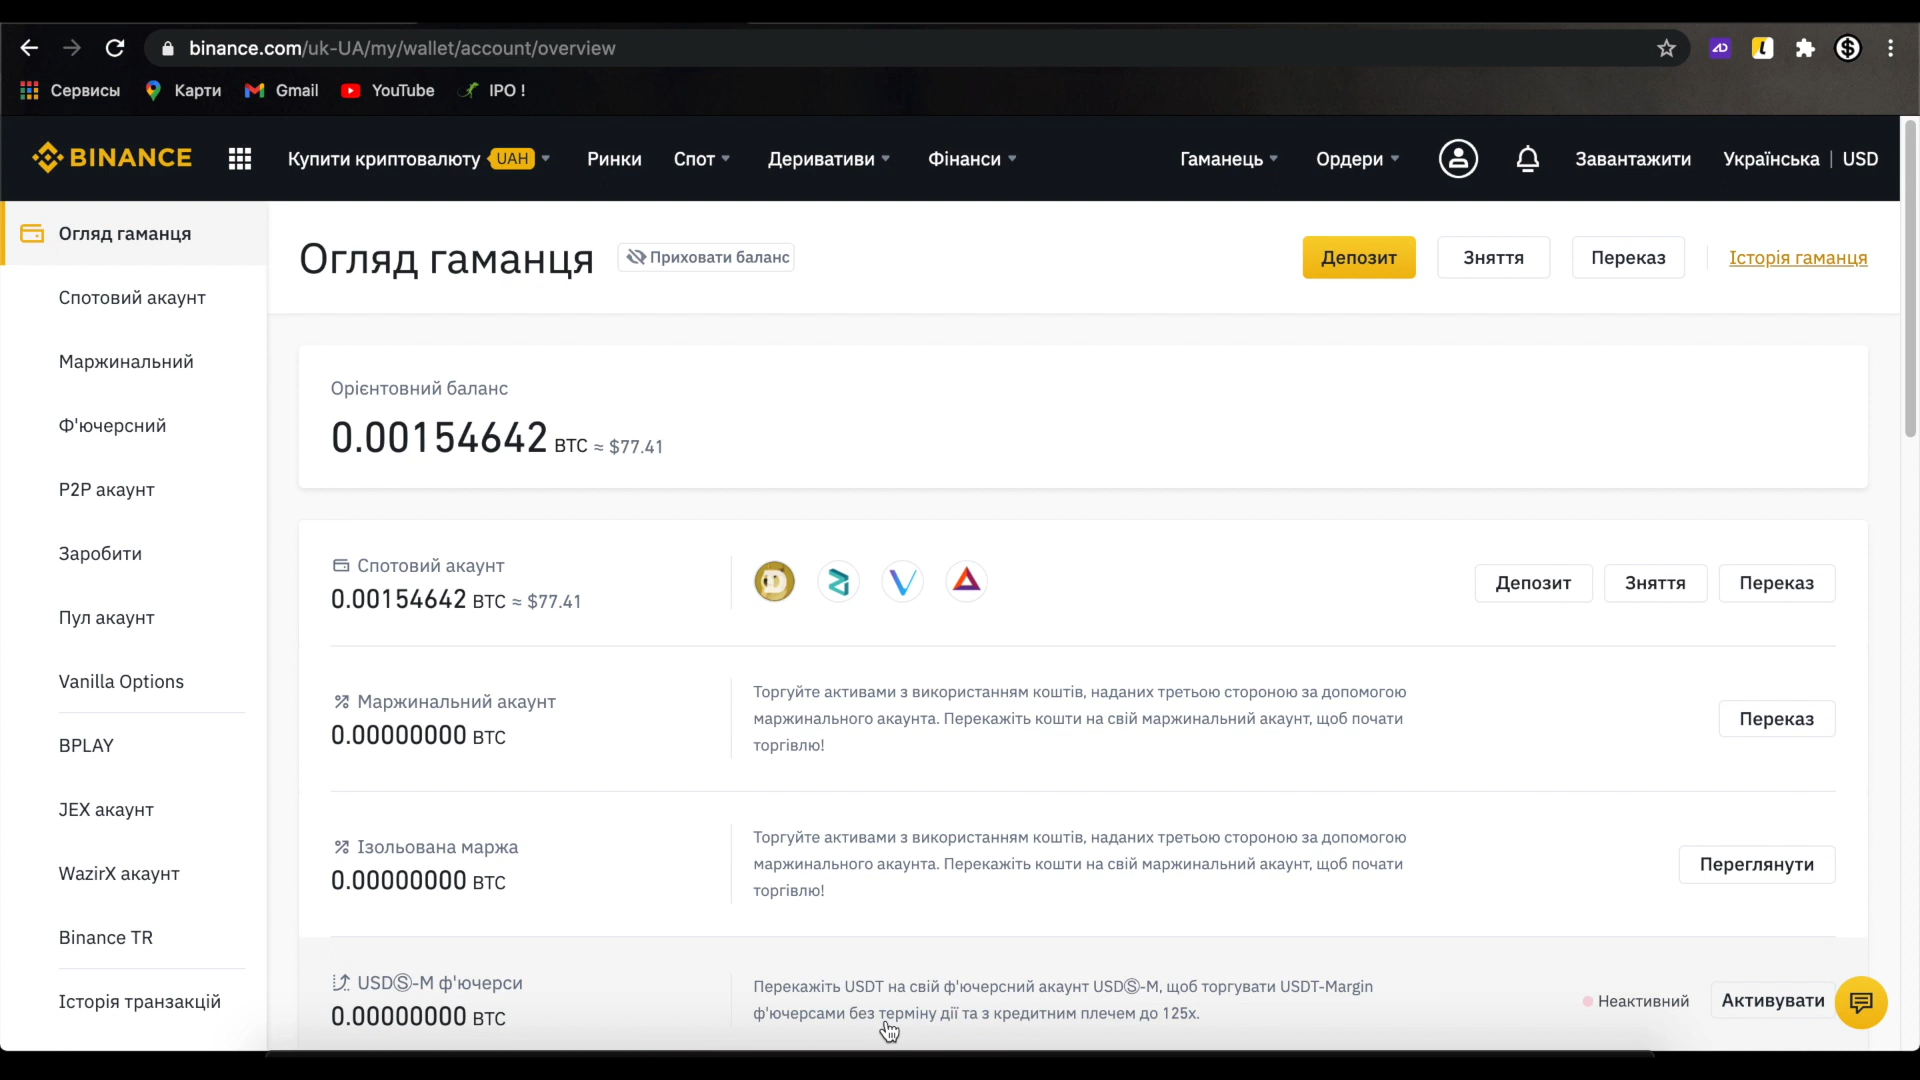 binance.com/uk-UA/my/wallet/account/overview
Сервисы Карти Gmail YouTube IPO !
BINANCE Купити криптовалюту UAH Ринки Спот Деривативи Фінанси Гаманець Ордери Завантажити Українська | USD
Огляд гаманця
Спотовий акаунт
Маржинальний
Ф'ючерсний
P2P акаунт
Заробити
Пул акаунт
Vanilla Options
BPLAY
JEX акаунт
WazirX акаунт
Binance TR
Історія транзакцій
Огляд гаманця Приховати баланс Депозит Зняття Переказ Історія гаманця
Орієнтовний баланс
0.00154642 BTC ≈ $77.41
Спотовий акаунт
0.00154642 BTC ≈ $77.41
Депозит Зняття Переказ
Маржинальний акаунт
0.00000000 BTC
Торгуйте активами з використанням коштів, наданих третьою стороною за допомогою
маржинального акаунта. Перекажіть кошти на свій маржинальний акаунт, щоб почати
торгівлю!
Переказ
Ізольована маржа
0.00000000 BTC
Торгуйте активами з використанням коштів, наданих третьою стороною за допомогою
маржинального акаунта. Перекажіть кошти на свій маржинальний акаунт, щоб почати
торгівлю!
Переглянути
USDⓈ-M ф'ючерси
0.00000000 BTC
Перекажіть USDT на свій ф'ючерсний акаунт USDⓈ-M, щоб торгувати USDT-Margin
ф'ючерсами без терміну дії та з кредитним плечем до 125x.
Неактивний Активувати